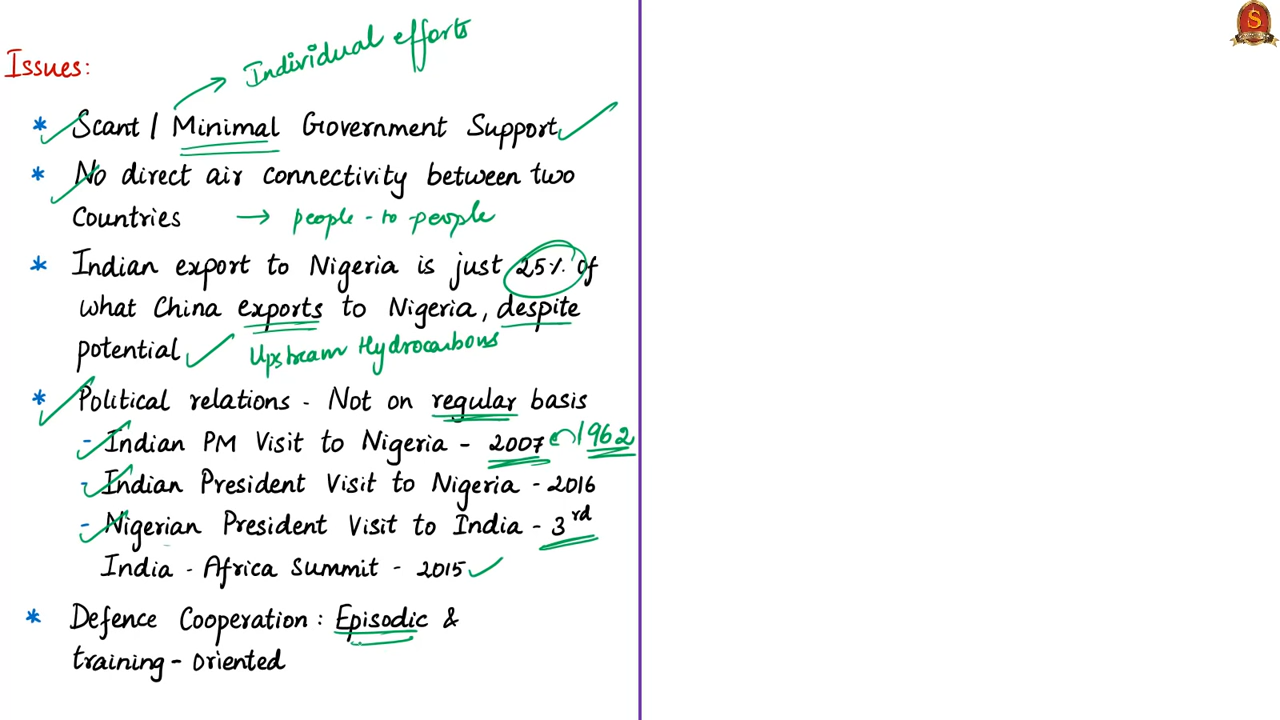 Individual efforts
Issues:
* Scant / Minimal Government Support
* No direct air connectivity between two
Countries → people - to people
* Indian export to Nigeria is just 25% of
what China exports to Nigeria, despite
potential Upstream Hydrocarbons
* Political relations - Not on regular basis
- Indian PM Visit to Nigeria - 2007 1962
- Indian President Visit to Nigeria - 2016
- Nigerian President Visit to India - 3rd
India - Africa Summit - 2015
* Defence Cooperation : Episodic &
training - oriented
S